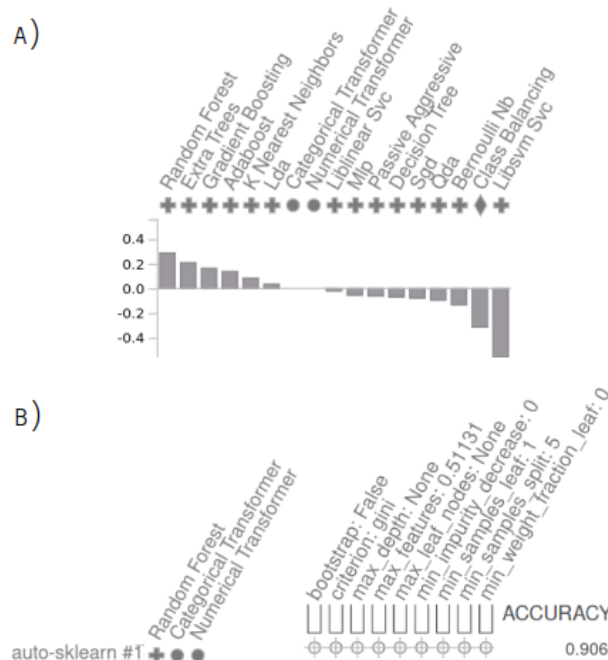 A)
Random Forest
Extra Trees
Gradient Boosting
Adaboost
K Nearest Neighbors
Lda
Categorical Transformer
Numerical Transformer
Liblinear Svc
Mlp
Passive Aggressive
Decision Tree
Sgd
Qda
Bernoulli Nb
Class Balancing
Libsvm Svc
0.4
0.2
0.0
-0.2
-0.4
B)
Random Forest
Categorical Transformer
Numerical Transformer
bootstrap: False
criterion: gini
max_depth: None
max_features: 0.51131
max_leaf_nodes: None
min_impurity_decrease: 0
min_samples_leaf: 1
min_samples_split: 5
min_weight_fraction_leaf: 0
ACCURACY
auto-sklearn #1
0.906